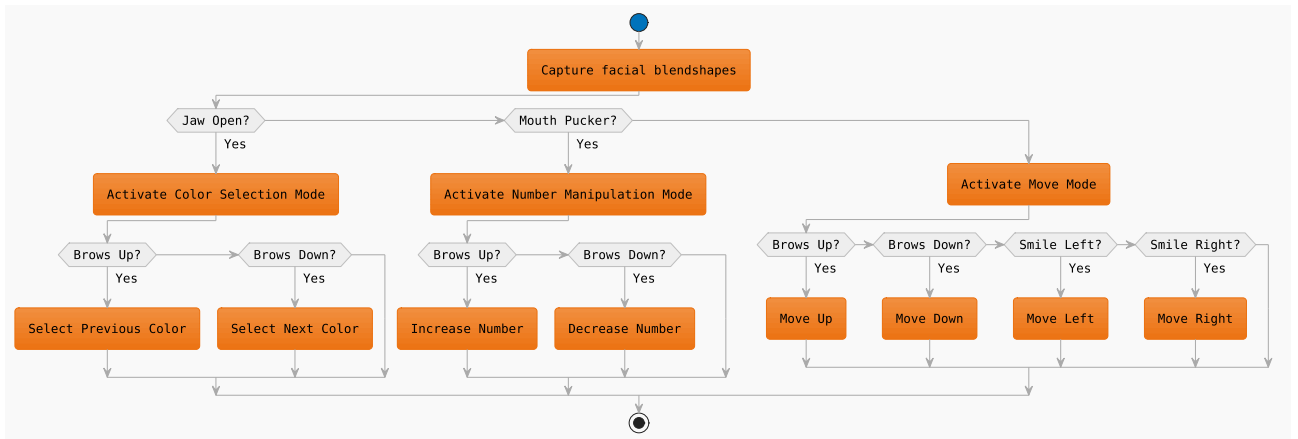 Capture facial blendshapes
Jaw Open?
Mouth Pucker?
Yes
Yes
Activate Color Selection Mode
Activate Number Manipulation Mode
Activate Move Mode
Brows Up?
Brows Down?
Brows Up?
Brows Down?
Brows Up?
Brows Down?
Smile Left?
Smile Right?
Yes
Yes
Yes
Yes
Yes
Yes
Yes
Yes
Select Previous Color
Select Next Color
Increase Number
Decrease Number
Move Up
Move Down
Move Left
Move Right